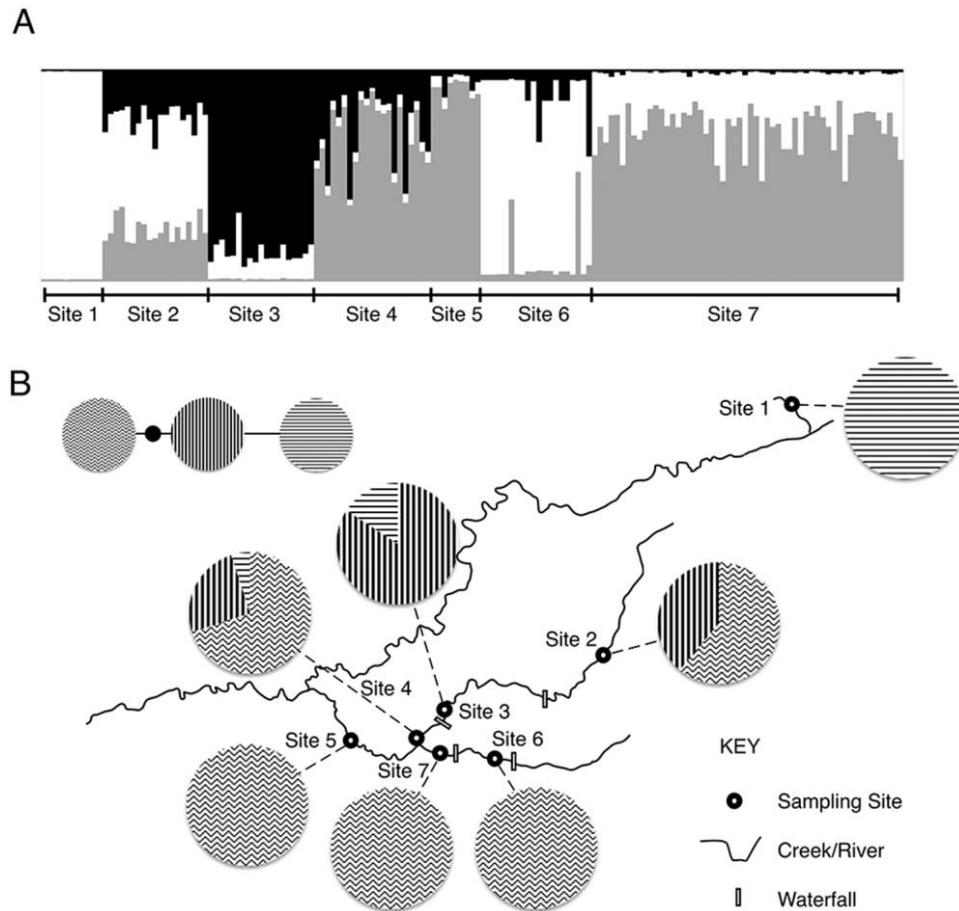 A
Site 1 Site 2 Site 3 Site 4 Site 5 Site 6 Site 7
B
Site 1
Site 2
Site 4
Site 3
Site 5
Site 6
Site 7
KEY
Sampling Site
Creek/River
Waterfall